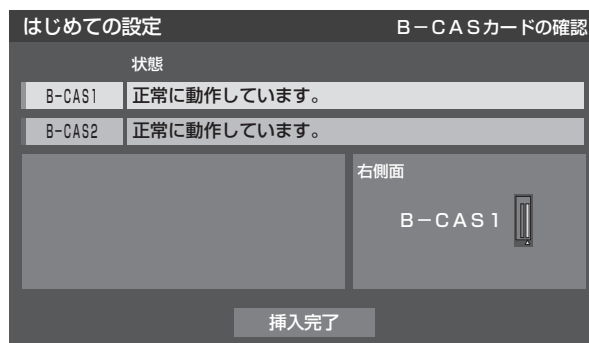 はじめての設定 B－CASカードの確認
状態
B-CAS1 正常に動作しています。
B-CAS2 正常に動作しています。
右側面
B－CAS1
挿入完了